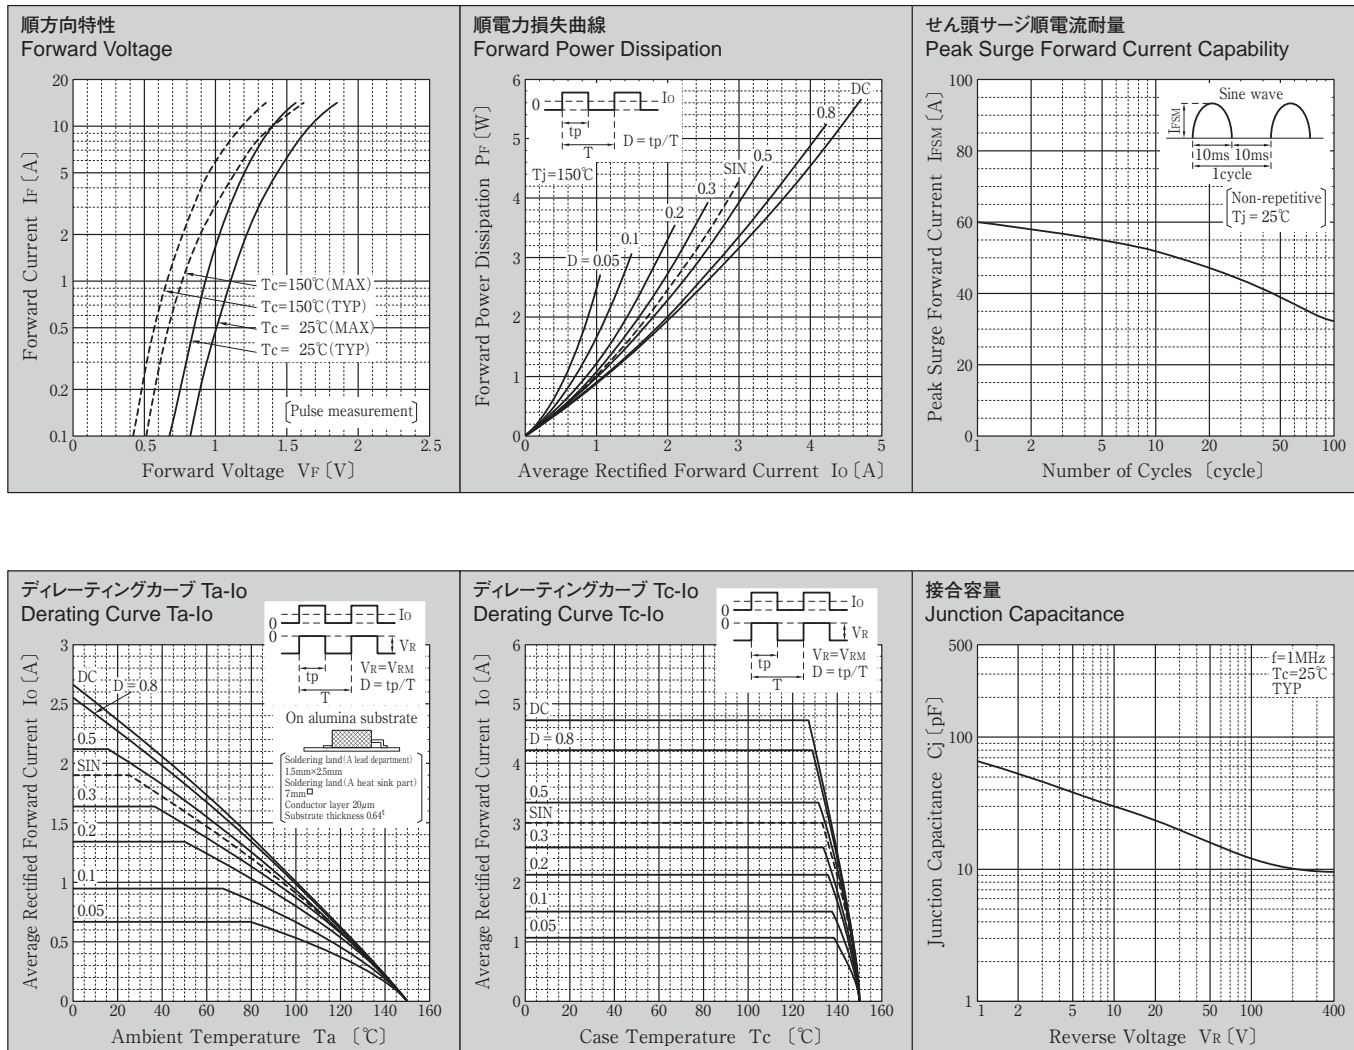 順方向特性
Forward Voltage
20
10
5
2
1
0.5
0.2
0.1
Forward Current IF〔A〕
Tc=150℃(MAX)
Tc=150℃(TYP)
Tc= 25℃(MAX)
Tc= 25℃(TYP)
Pulse measurement
0 0.5 1 1.5 2 2.5
Forward Voltage VF〔V〕
順電力損失曲線
Forward Power Dissipation
6
5
4
3
2
1
0
Forward Power Dissipation PF〔W〕
0 IO
tp D=tp/T
T
Tj=150℃
DC
0.8
0.5
SIN
0.3
0.2
0.1
D=0.05
0 1 2 3 4 5
Average Rectified Forward Current IO〔A〕
せん頭サージ順電流耐量
Peak Surge Forward Current Capability
100
80
60
40
20
0
Peak Surge Forward Current IFSM〔A〕
Sine wave
IFSM
10ms 10ms
1cycle
Non-repetitive
Tj=25℃
1 2 5 10 20 50 100
Number of Cycles 〔cycle〕
ディレーティングカーブ Ta-Io
Derating Curve Ta-Io
0 IO
0 VR
tp VR=VRM
T D=tp/T
3
2.5
2
1.5
1
0.5
0
Average Rectified Forward Current IO〔A〕
DC
D=0.8
0.5
SIN
0.3
0.2
0.1
0.05
On alumina substrate
Soldering land(A lead department)
1.5mm×2.5mm
Soldering land(A heat sink part)
7mm□
Conductor layer 20μm
Substrate thickness 0.64t
0 20 40 60 80 100 120 140 160
Ambient Temperature Ta 〔℃〕
ディレーティングカーブ Tc-Io
Derating Curve Tc-Io
0 IO
0 VR
tp VR=VRM
T D=tp/T
6
5
4
3
2
1
0
Average Rectified Forward Current IO〔A〕
DC
D=0.8
0.5
SIN
0.3
0.2
0.1
0.05
0 20 40 60 80 100 120 140 160
Case Temperature Tc 〔℃〕
接合容量
Junction Capacitance
500
100
10
1
Junction Capacitance Cj〔pF〕
f=1MHz
Tc=25℃
TYP
1 2 5 10 20 50 100 400
Reverse Voltage VR〔V〕